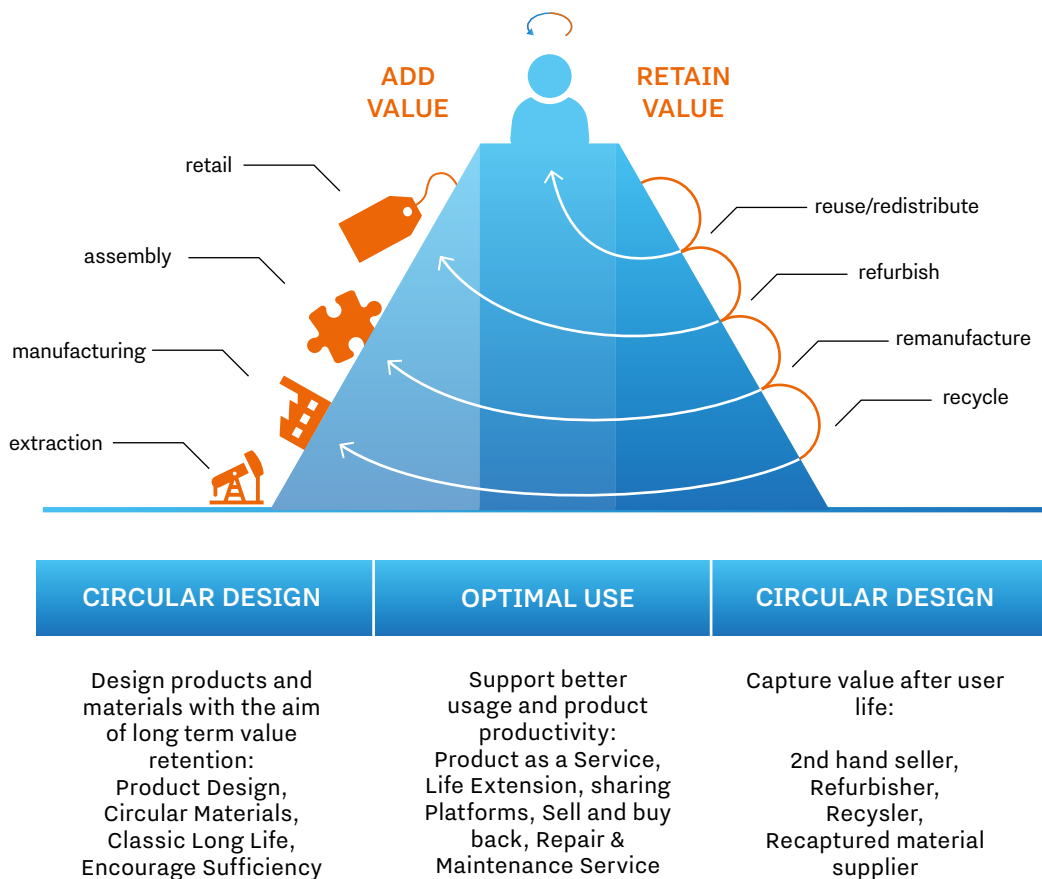 ADD
VALUE
RETAIN
VALUE
retail
assembly
manufacturing
extraction
reuse/redistribute
refurbish
remanufacture
recycle
CIRCULAR DESIGN
Design products and
materials with the aim
of long term value
retention:
Product Design,
Circular Materials,
Classic Long Life,
Encourage Sufficiency
OPTIMAL USE
Support better
usage and product
productivity:
Product as a Service,
Life Extension, sharing
Platforms, Sell and buy
back, Repair &
Maintenance Service
CIRCULAR DESIGN
Capture value after user
life:
2nd hand seller,
Refurbisher,
Recysler,
Recaptured material
supplier